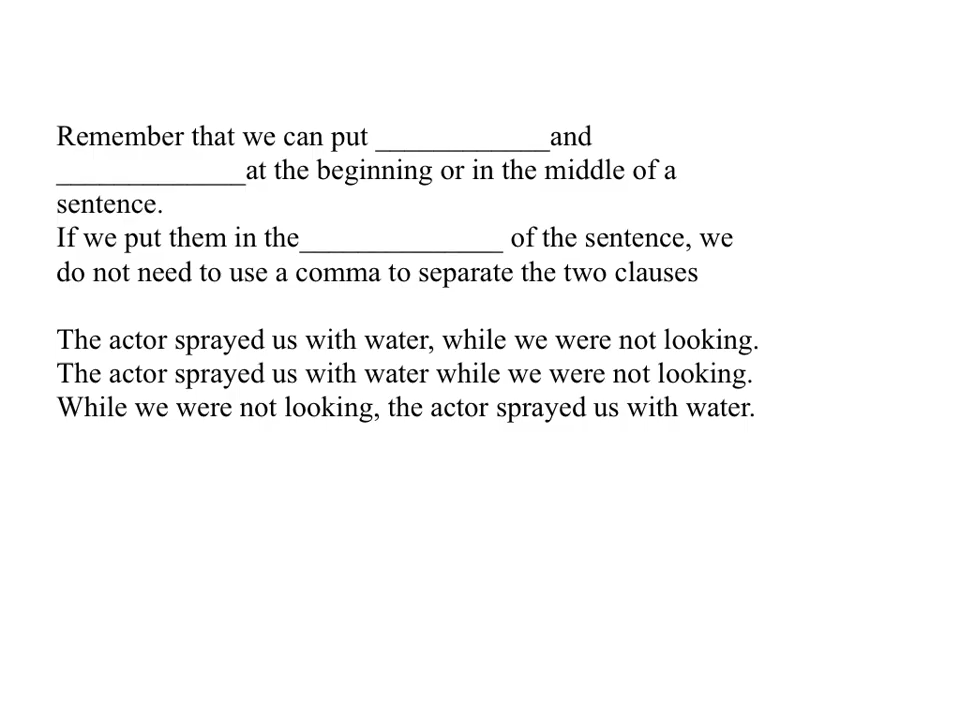 Remember that we can put ____________and
_____________at the beginning or in the middle of a
sentence.
If we put them in the______________ of the sentence, we
do not need to use a comma to separate the two clauses
The actor sprayed us with water, while we were not looking.
The actor sprayed us with water while we were not looking.
While we were not looking, the actor sprayed us with water.